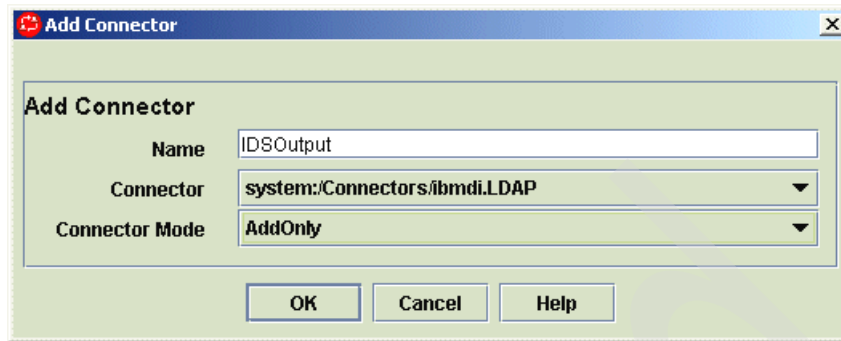 Add Connector
Add Connector
Name IDSOutput
Connector system:/Connectors/ibmdi.LDAP
Connector Mode AddOnly
OK Cancel Help